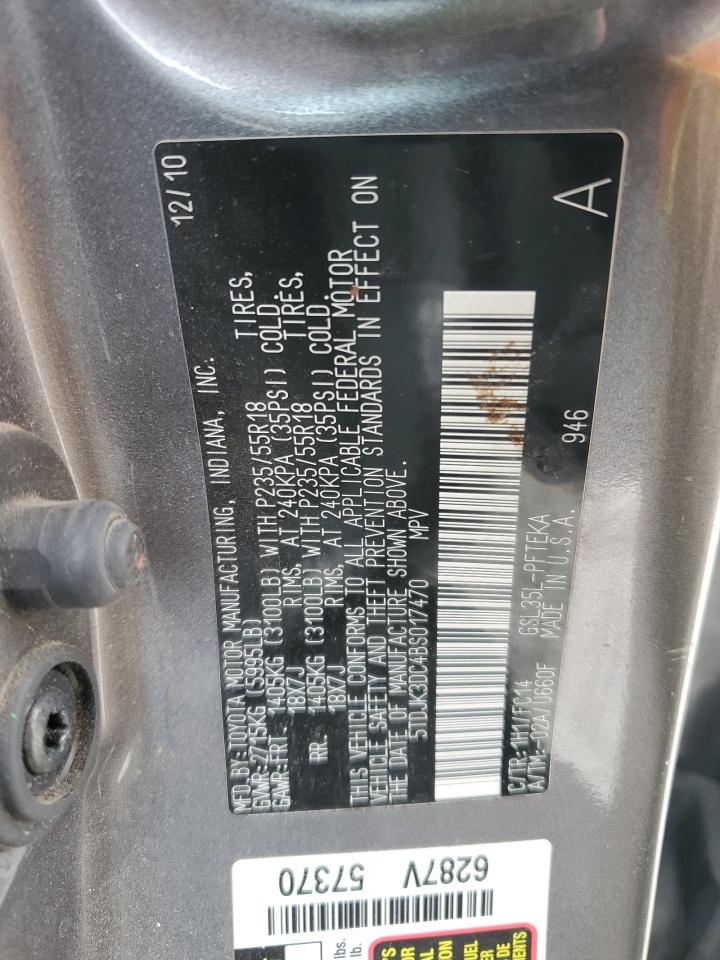 MFD.BY:TOYOTA MOTOR MANUFACTURING, INDIANA, INC. 12/10
GVWR:2775KG (5995LB)
GAWR:FRT 1405KG (3100LB) WITH P235/55R18 TIRES,
18X7J RIMS, AT 240KPA (35PSI) COLD.
RR 1405KG (3100LB) WITH P235/55R18 TIRES,
18X7J RIMS, AT 240KPA (35PSI) COLD.
THIS VEHICLE CONFORMS TO ALL APPLICABLE FEDERAL MOTOR
VEHICLE SAFETY AND THEFT PREVENTION STANDARDS IN EFFECT ON
THE DATE OF MANUFACTURE SHOWN ABOVE.
5TDJK3DC4BS017470 MPV
C/TR:1H1/FC14 GSL35L-PFTEKA 946
A/TM:-02A/U660F MADE IN U.S.A. A
6287V 57370
lbs.
lb.